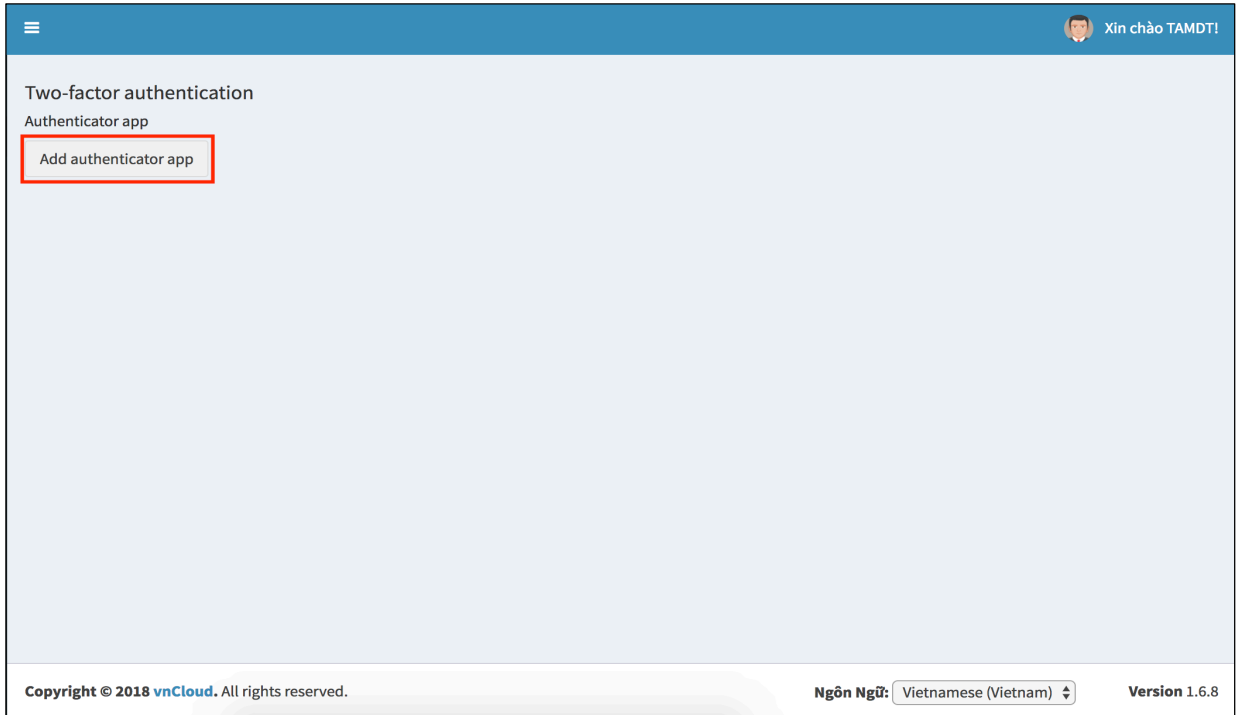 Xin chào TAMDT!
Two-factor authentication
Authenticator app
Add authenticator app
Copyright © 2018 vnCloud. All rights reserved.
Ngôn Ngữ: Vietnamese (Vietnam)
Version 1.6.8